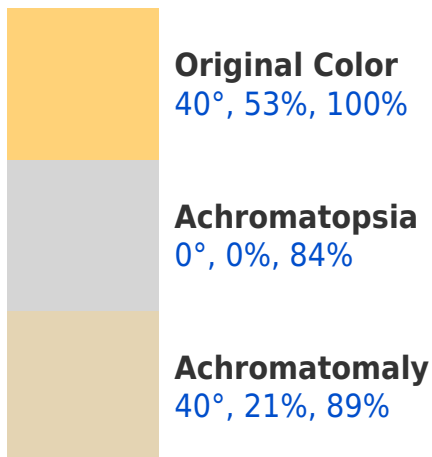 Original Color
40°, 53%, 100%
Achromatopsia
0°, 0%, 84%
Achromatomaly
40°, 21%, 89%